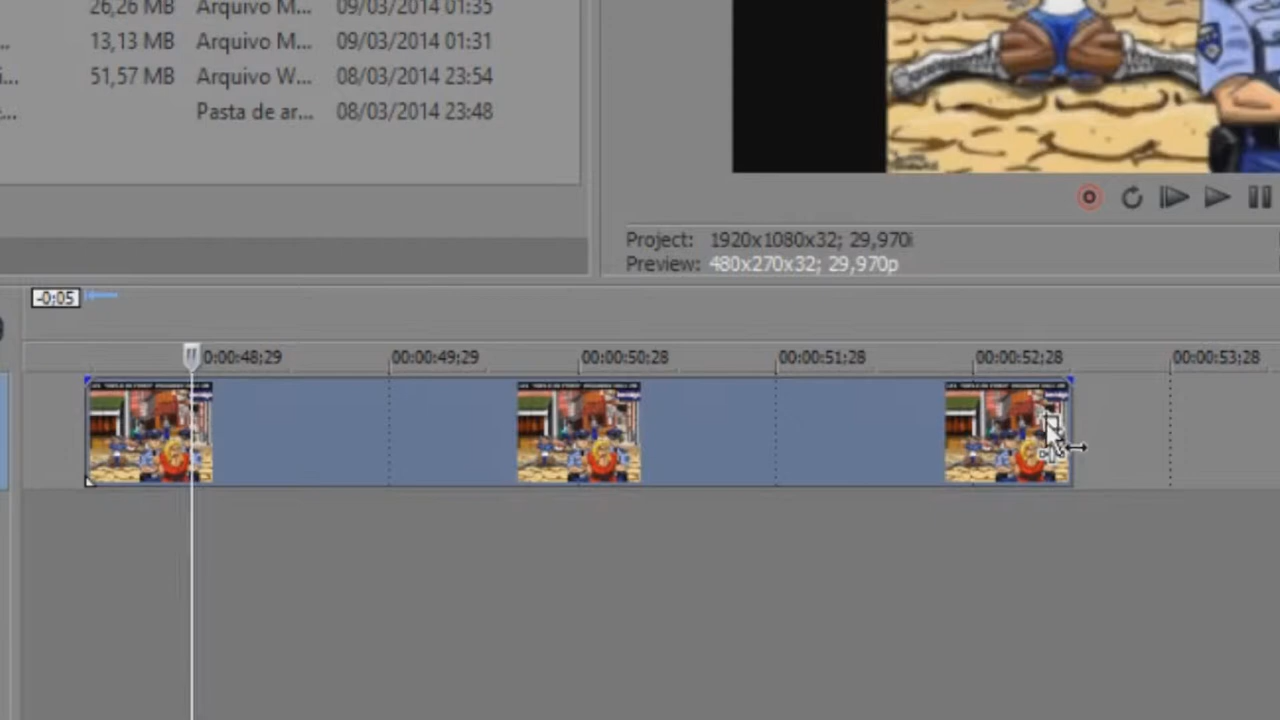 26,26 MB Arquivo M... 09/03/2014 01:35
... 13,13 MB Arquivo M... 09/03/2014 01:31
i... 51,57 MB Arquivo W... 08/03/2014 23:54
... Pasta de ar... 08/03/2014 23:48
Project: 1920x1080x32; 29,970i
Preview: 480x270x32; 29,970p
-0;05
0:00:48;29 00:00:49;29 00:00:50;28 00:00:51;28 00:00:52;28 00:00:53;28